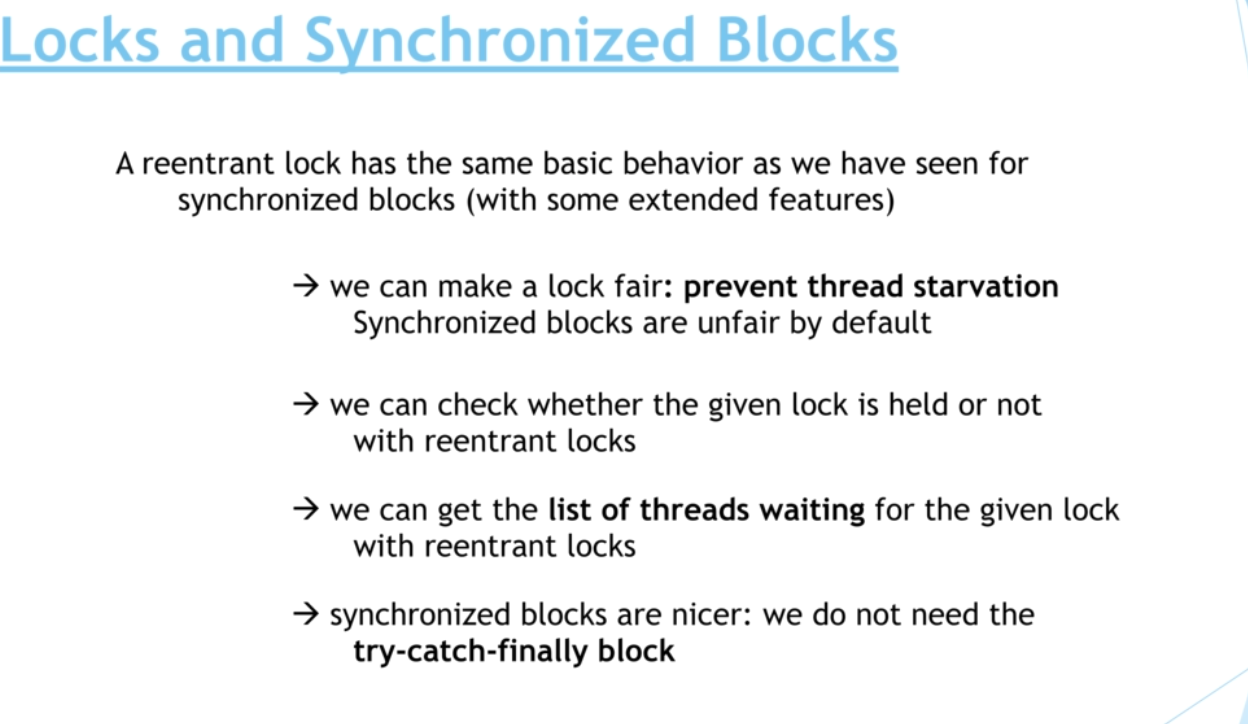 Locks and Synchronized Blocks
A reentrant lock has the same basic behavior as we have seen for
synchronized blocks (with some extended features)
→ we can make a lock fair: prevent thread starvation
Synchronized blocks are unfair by default
→ we can check whether the given lock is held or not
with reentrant locks
→ we can get the list of threads waiting for the given lock
with reentrant locks
→ synchronized blocks are nicer: we do not need the
try-catch-finally block